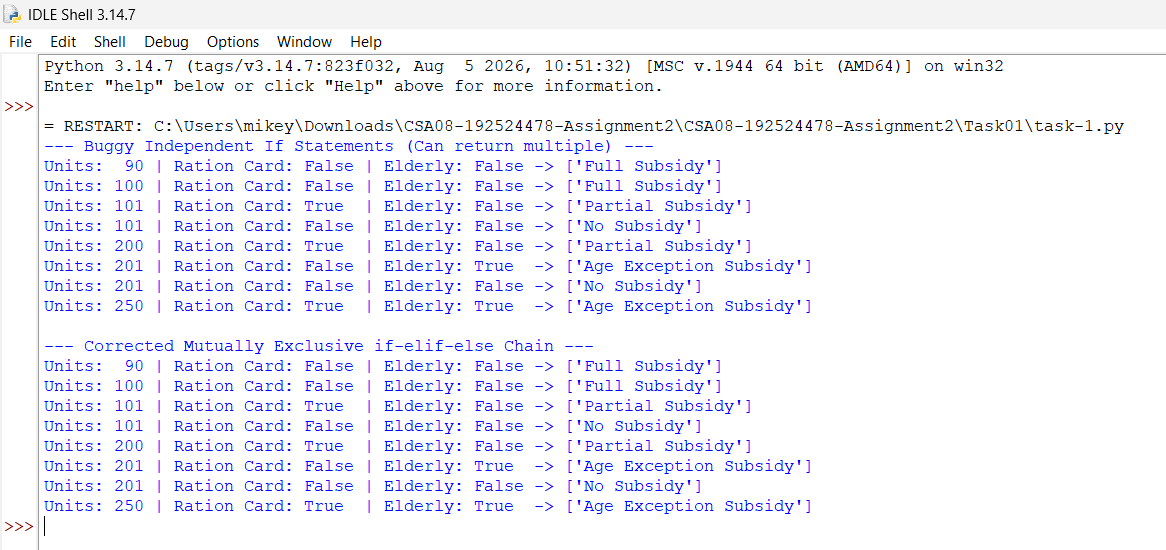 IDLE Shell 3.14.7
File Edit Shell Debug Options Window Help
Python 3.14.7 (tags/v3.14.7:823f032, Aug  5 2026, 10:51:32) [MSC v.1944 64 bit (AMD64)] on win32
Enter "help" below or click "Help" above for more information.
>>>
= RESTART: C:\Users\mikey\Downloads\CSA08-192524478-Assignment2\CSA08-192524478-Assignment2\Task01\task-1.py
--- Buggy Independent If Statements (Can return multiple) ---
Units:  90 | Ration Card: False | Elderly: False -> ['Full Subsidy']
Units: 100 | Ration Card: False | Elderly: False -> ['Full Subsidy']
Units: 101 | Ration Card: True  | Elderly: False -> ['Partial Subsidy']
Units: 101 | Ration Card: False | Elderly: False -> ['No Subsidy']
Units: 200 | Ration Card: True  | Elderly: False -> ['Partial Subsidy']
Units: 201 | Ration Card: False | Elderly: True  -> ['Age Exception Subsidy']
Units: 201 | Ration Card: False | Elderly: False -> ['No Subsidy']
Units: 250 | Ration Card: True  | Elderly: True  -> ['Age Exception Subsidy']
--- Corrected Mutually Exclusive if-elif-else Chain ---
Units:  90 | Ration Card: False | Elderly: False -> ['Full Subsidy']
Units: 100 | Ration Card: False | Elderly: False -> ['Full Subsidy']
Units: 101 | Ration Card: True  | Elderly: False -> ['Partial Subsidy']
Units: 101 | Ration Card: False | Elderly: False -> ['No Subsidy']
Units: 200 | Ration Card: True  | Elderly: False -> ['Partial Subsidy']
Units: 201 | Ration Card: False | Elderly: True  -> ['Age Exception Subsidy']
Units: 201 | Ration Card: False | Elderly: False -> ['No Subsidy']
Units: 250 | Ration Card: True  | Elderly: True  -> ['Age Exception Subsidy']
>>>